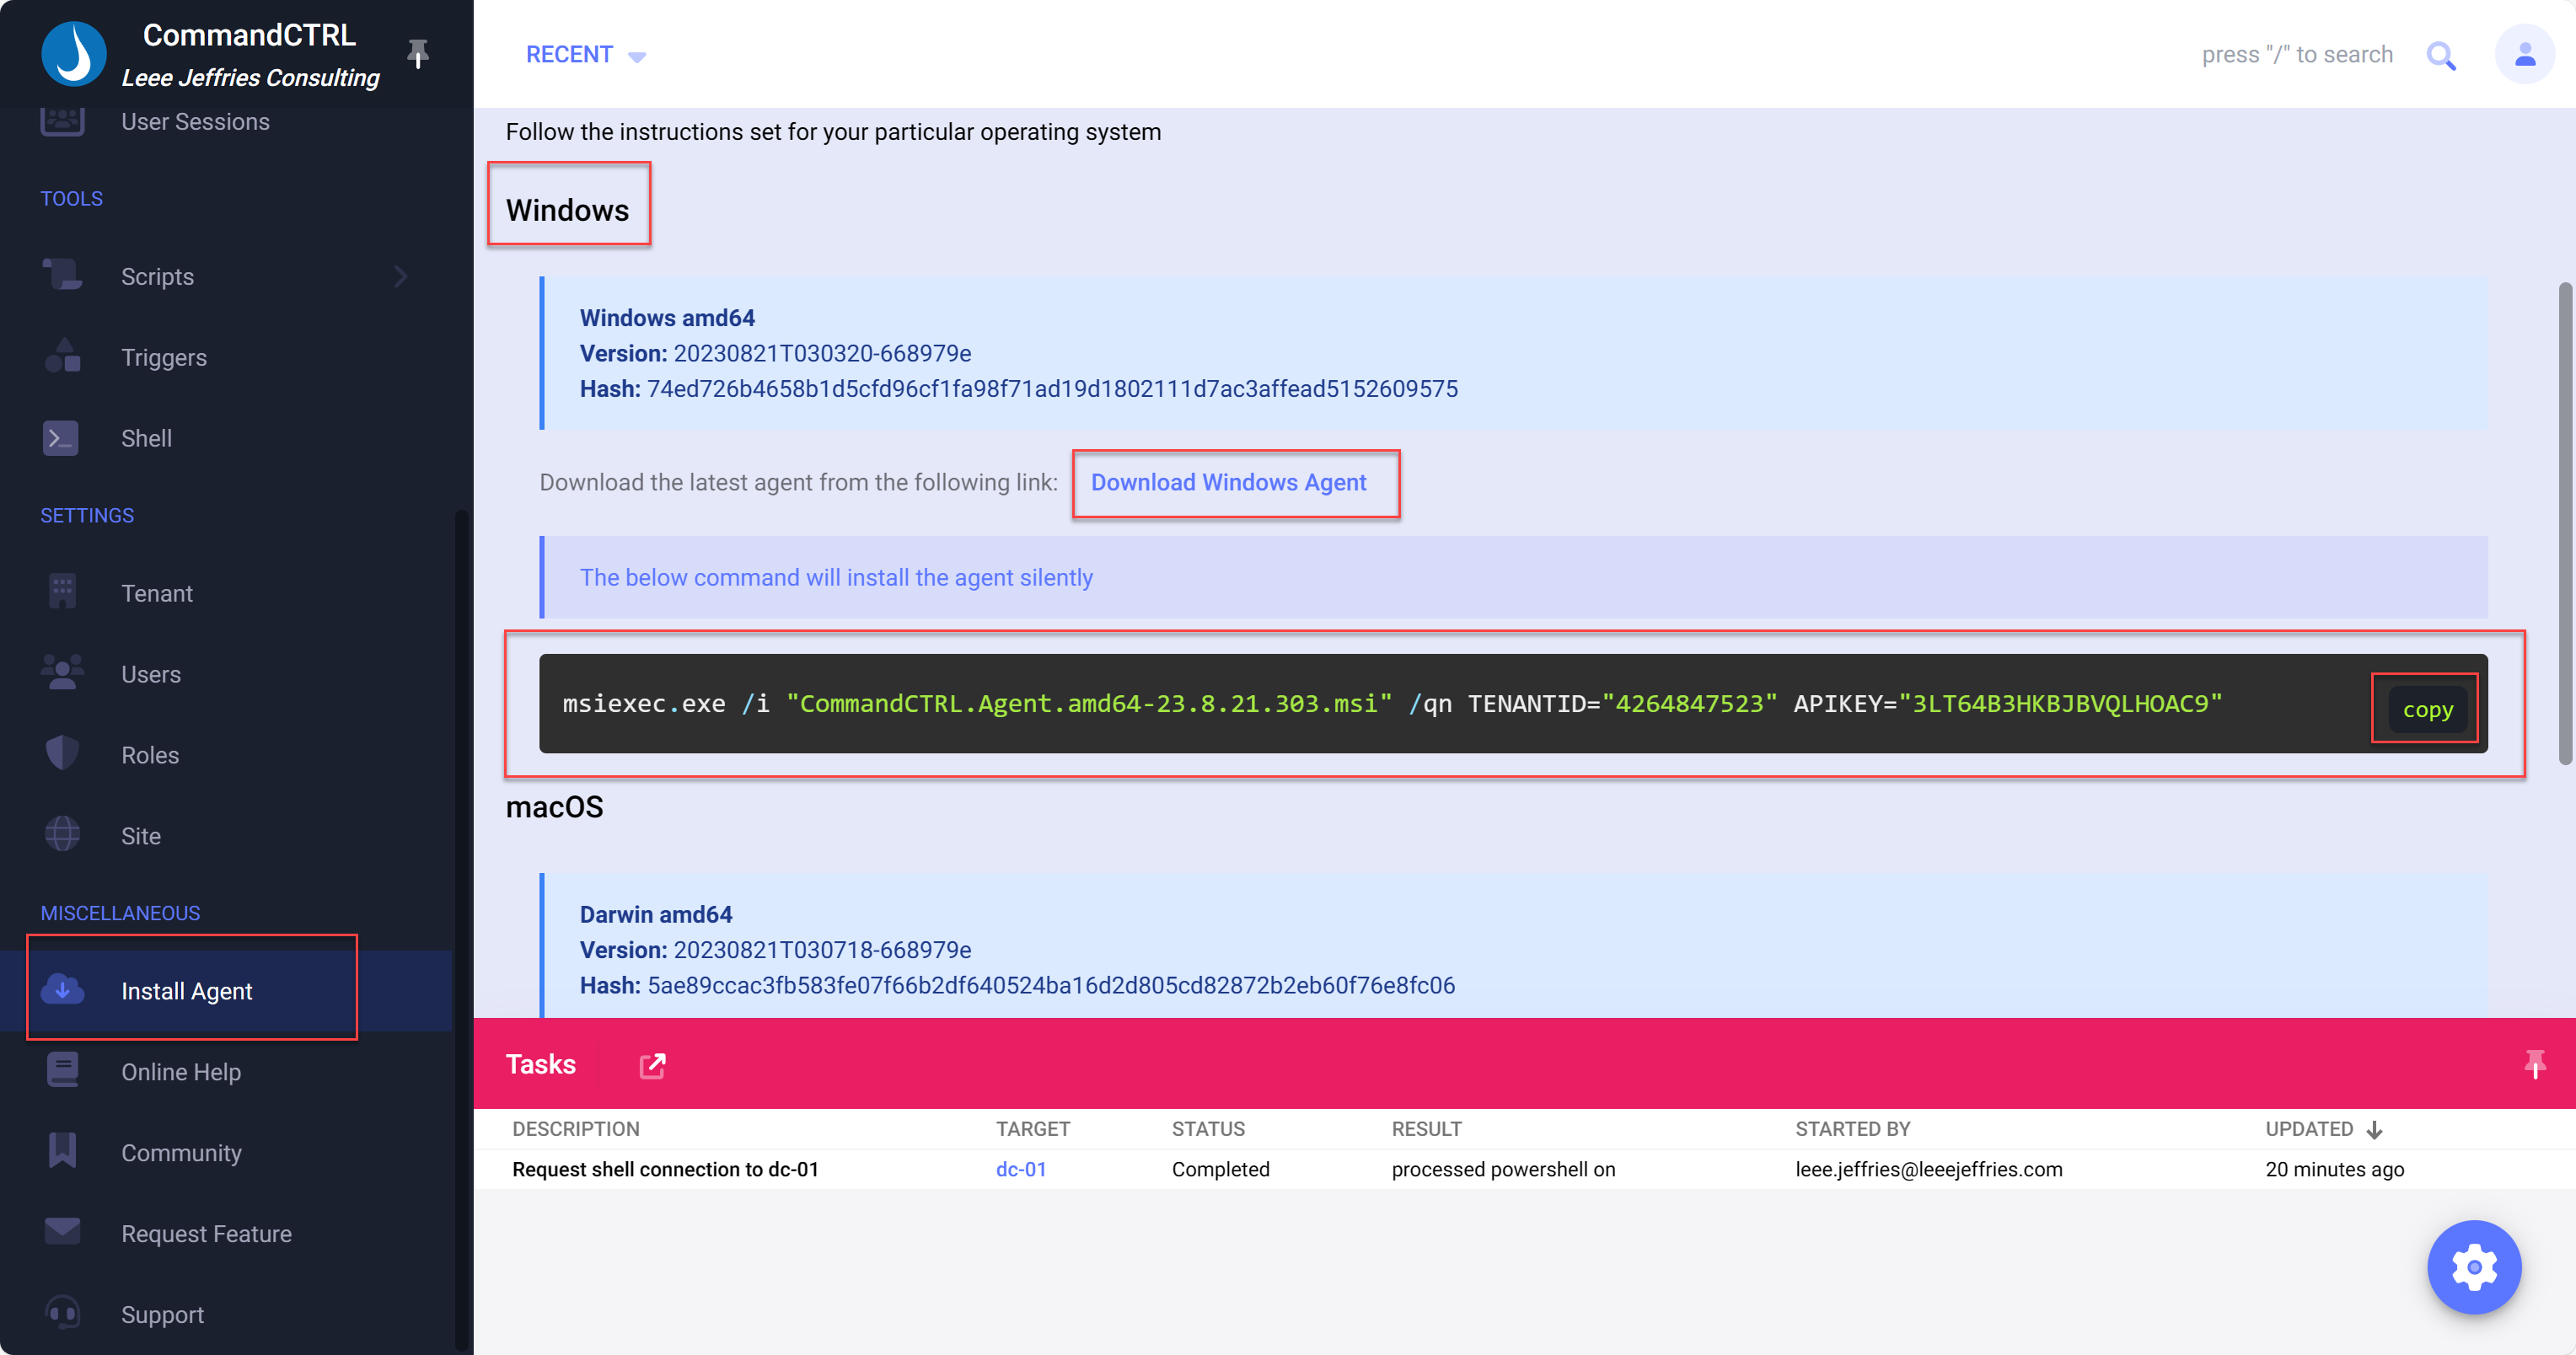 CommandCTRL
Leee Jeffries Consulting
User Sessions
TOOLS
Scripts
Triggers
Shell
SETTINGS
Tenant
Users
Roles
Site
MISCELLANEOUS
Install Agent
Online Help
Community
Request Feature
Support
RECENT
press "/" to search
Follow the instructions set for your particular operating system
Windows
Windows amd64
Version: 20230821T030320-668979e
Hash: 74ed726b4658b1d5cfd96cf1fa98f71ad19d1802111d7ac3affead5152609575
Download the latest agent from the following link: Download Windows Agent
The below command will install the agent silently
msiexec.exe /i "CommandCTRL.Agent.amd64-23.8.21.303.msi" /qn TENANTID="4264847523" APIKEY="3LT64B3HKBJBVQLHOAC9"
copy
macOS
Darwin amd64
Version: 20230821T030718-668979e
Hash: 5ae89ccac3fb583fe07f66b2df640524ba16d2d805cd82872b2eb60f76e8fc06
Tasks
DESCRIPTION TARGET STATUS RESULT STARTED BY UPDATED
Request shell connection to dc-01 dc-01 Completed processed powershell on leee.jeffries@leeejeffries.com 20 minutes ago